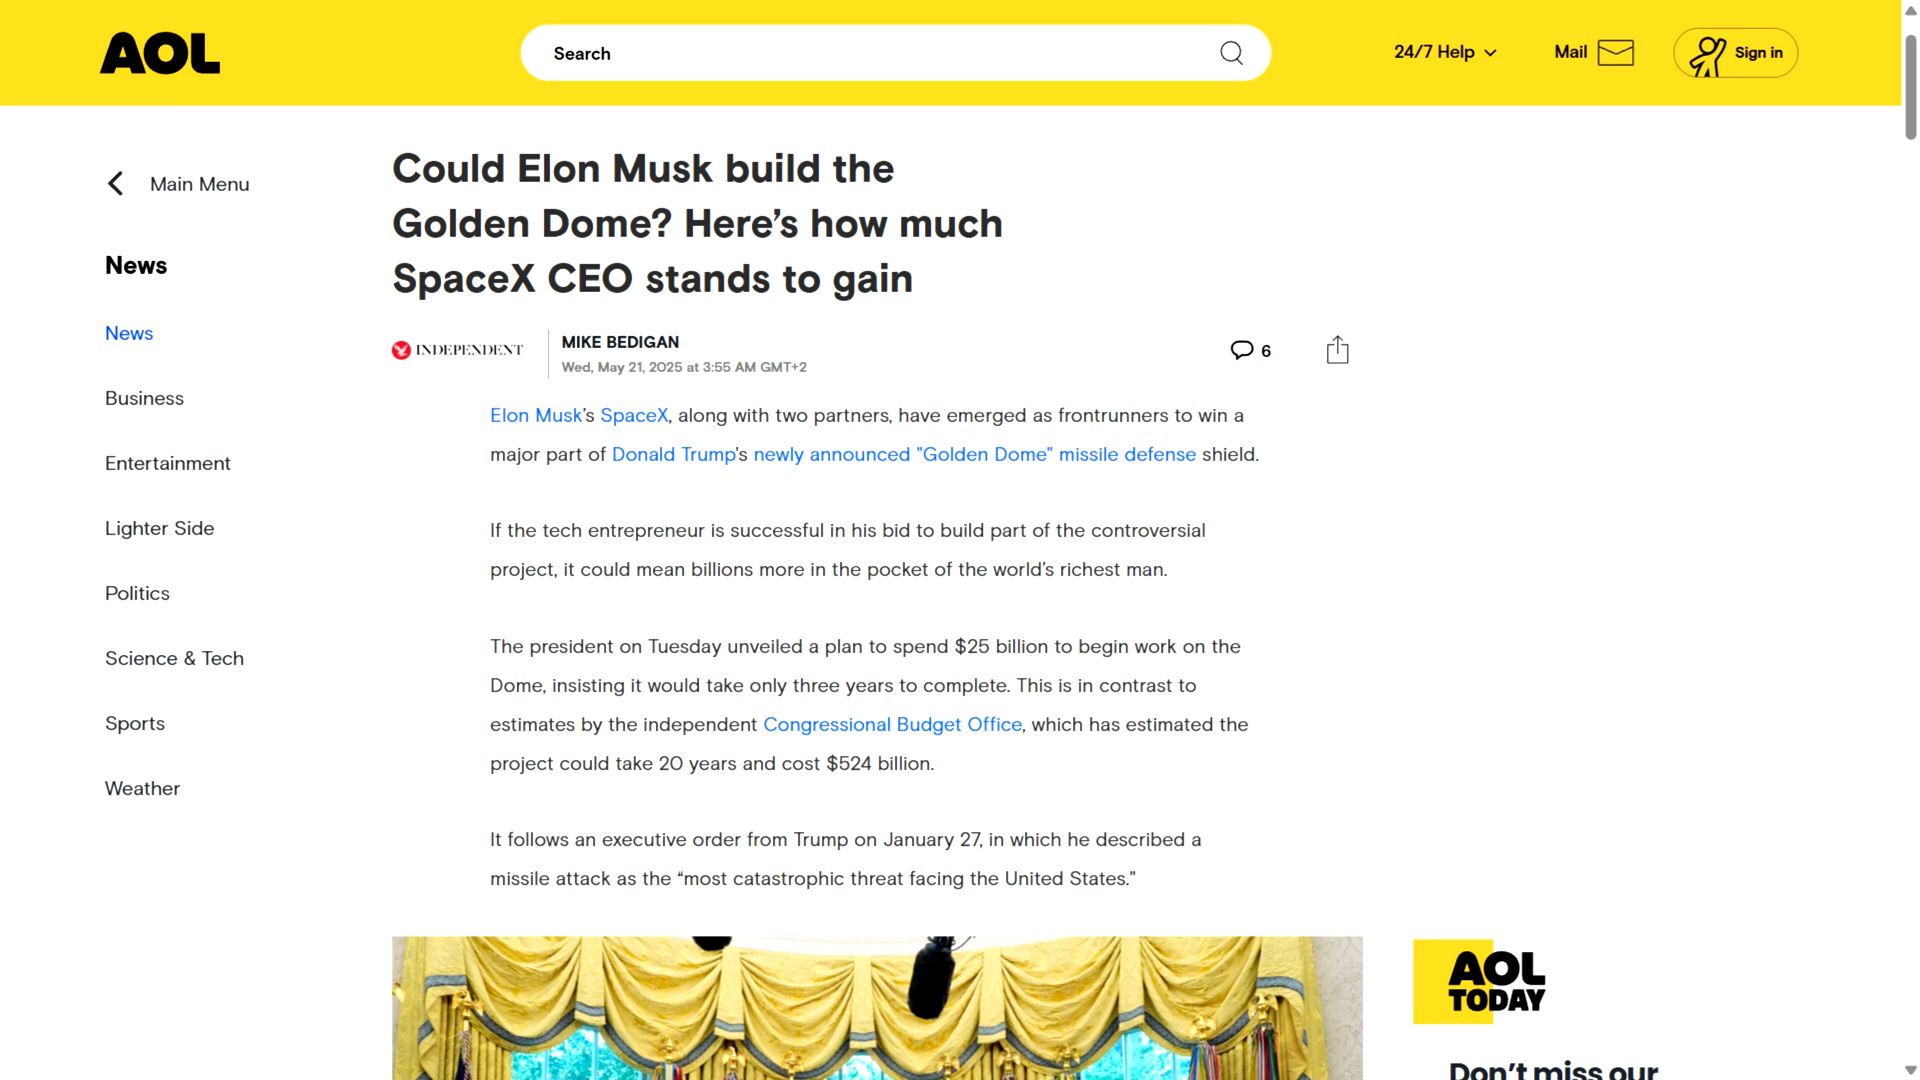 AOL
Search
24/7 Help
Mail
Sign in
Main Menu
News
News
Business
Entertainment
Lighter Side
Politics
Science & Tech
Sports
Weather
Could Elon Musk build the
Golden Dome? Here’s how much
SpaceX CEO stands to gain
INDEPENDENT
MIKE BEDIGAN
Wed, May 21, 2025 at 3:55 AM GMT+2
6
Elon Musk’s SpaceX, along with two partners, have emerged as frontrunners to win a
major part of Donald Trump's newly announced "Golden Dome" missile defense shield.
If the tech entrepreneur is successful in his bid to build part of the controversial
project, it could mean billions more in the pocket of the world’s richest man.
The president on Tuesday unveiled a plan to spend $25 billion to begin work on the
Dome, insisting it would take only three years to complete. This is in contrast to
estimates by the independent Congressional Budget Office, which has estimated the
project could take 20 years and cost $524 billion.
It follows an executive order from Trump on January 27, in which he described a
missile attack as the “most catastrophic threat facing the United States."
AOL
TODAY
Don’t miss our